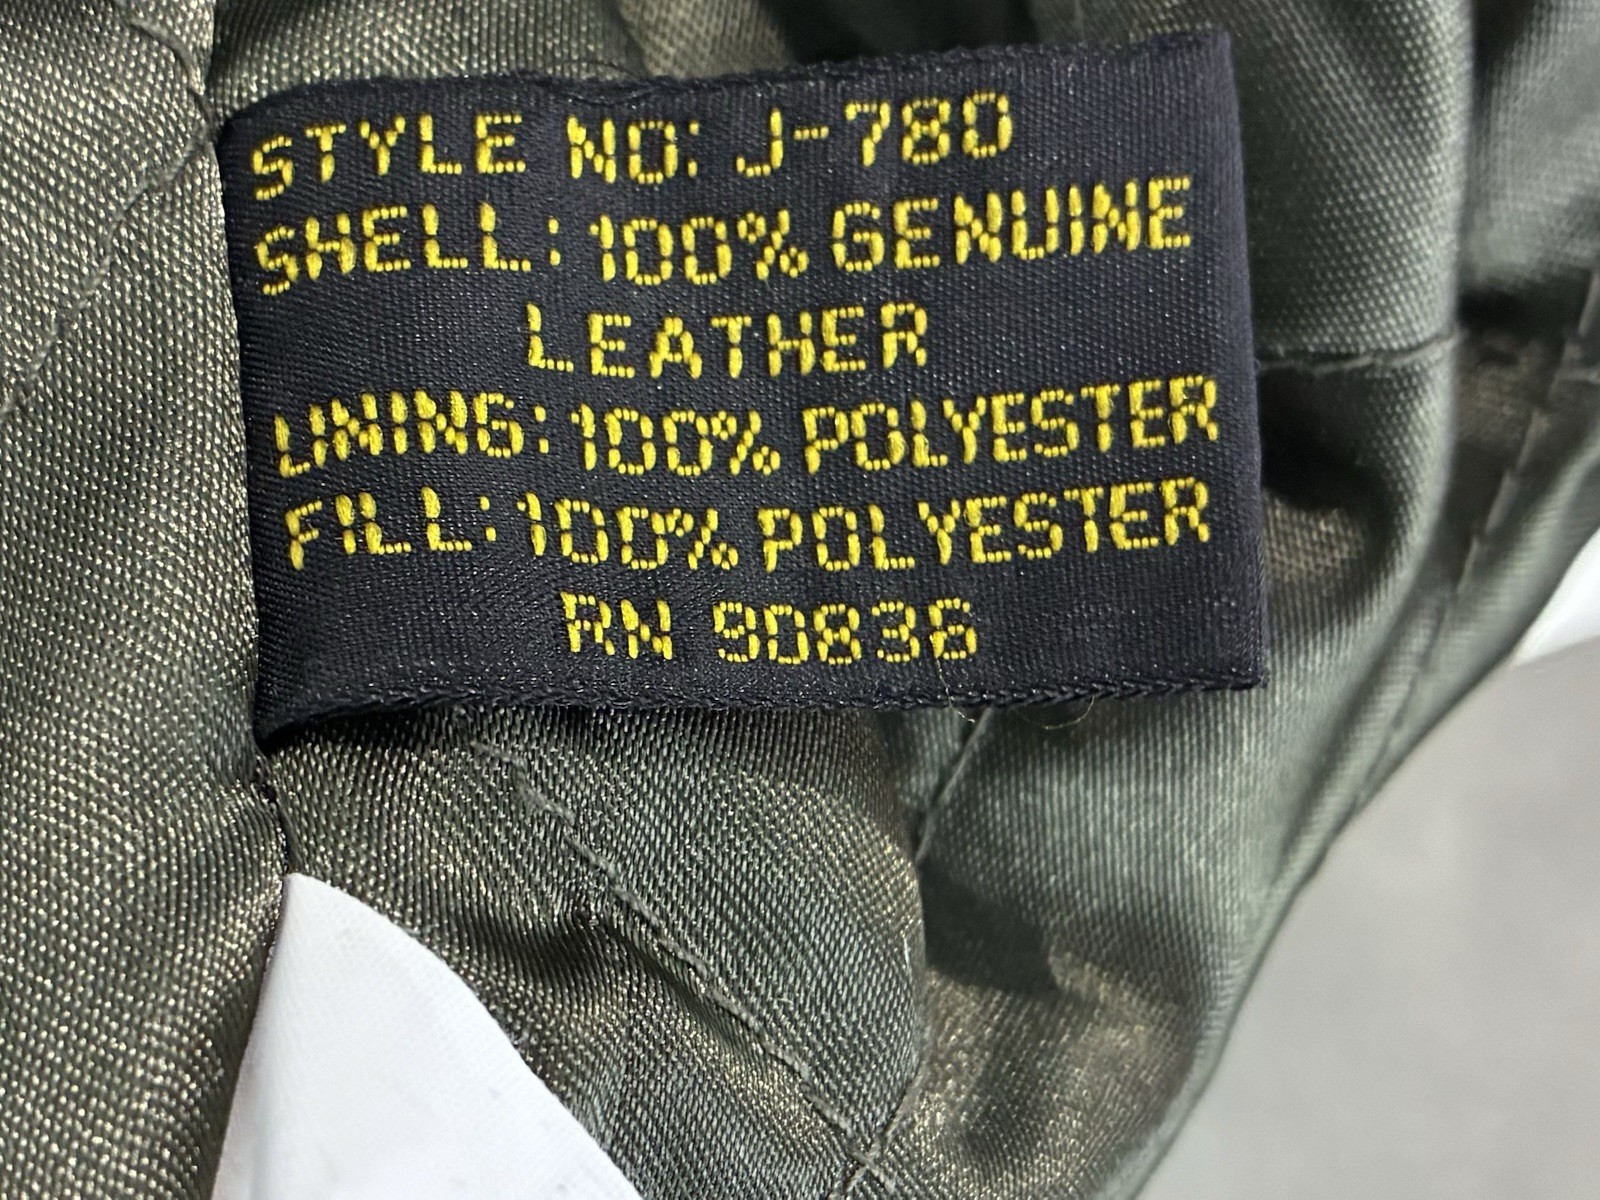 STYLE NO: J-780
SHELL: 100% GENUINE
LEATHER
LINING: 100% POLYESTER
FILL: 100% POLYESTER
RN 90836